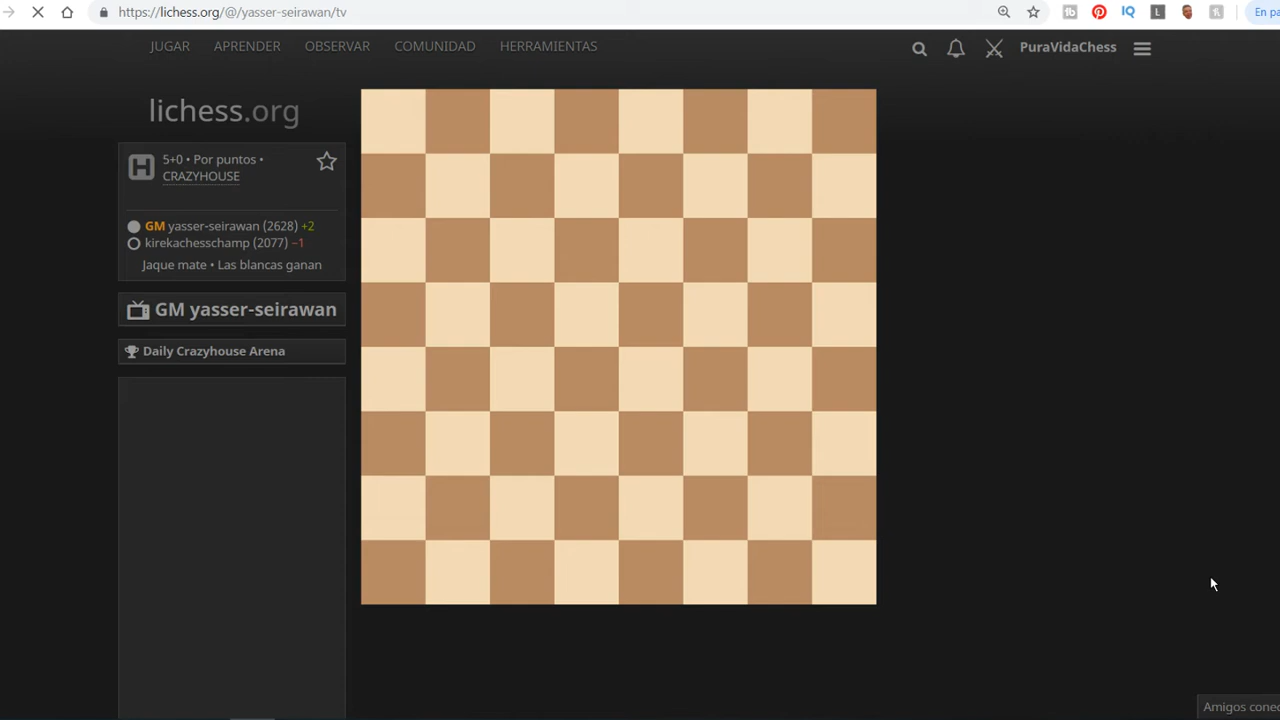 https://lichess.org/@/yasser-seirawan/tv
En pa
JUGAR APRENDER OBSERVAR COMUNIDAD HERRAMIENTAS
PuraVidaChess
lichess.org
5+0 • Por puntos •
CRAZYHOUSE
GM yasser-seirawan (2628) +2
kirekachesschamp (2077) −1
Jaque mate • Las blancas ganan
GM yasser-seirawan
Daily Crazyhouse Arena
Amigos conec